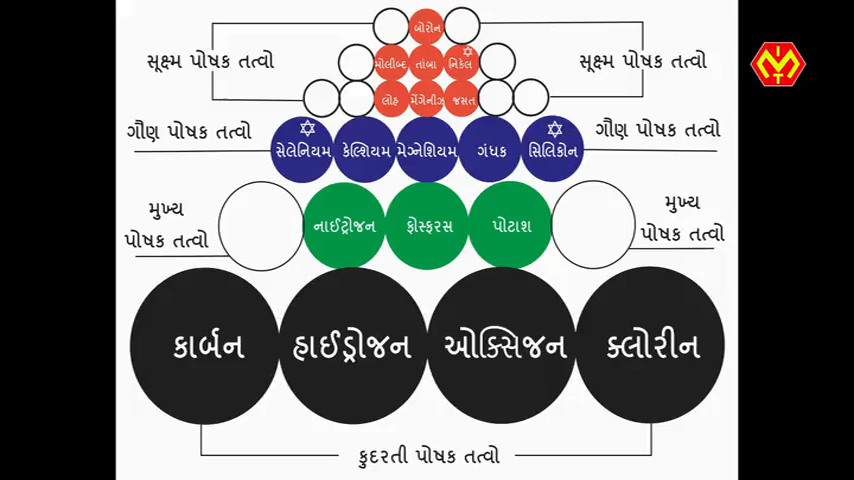 બોરોન
સૂક્ષ્મ પોષક તત્વો
મોલીબ્દ
તાંબા
નિકેલ
સૂક્ષ્મ પોષક તત્વો
લોહ
મેંગેનીઝ
જસત
ગૌણ પોષક તત્વો
ગૌણ પોષક તત્વો
સેલેનિયમ
કેલ્શિયમ
મેગ્નેશિયમ
ગંધક
સિલિકોન
મુખ્ય
પોષક તત્વો
નાઈટ્રોજન
ફોસ્ફરસ
પોટાશ
મુખ્ય
પોષક તત્વો
કાર્બન
હાઈડ્રોજન
ઓક્સિજન
ક્લોરીન
કુદરતી પોષક તત્વો